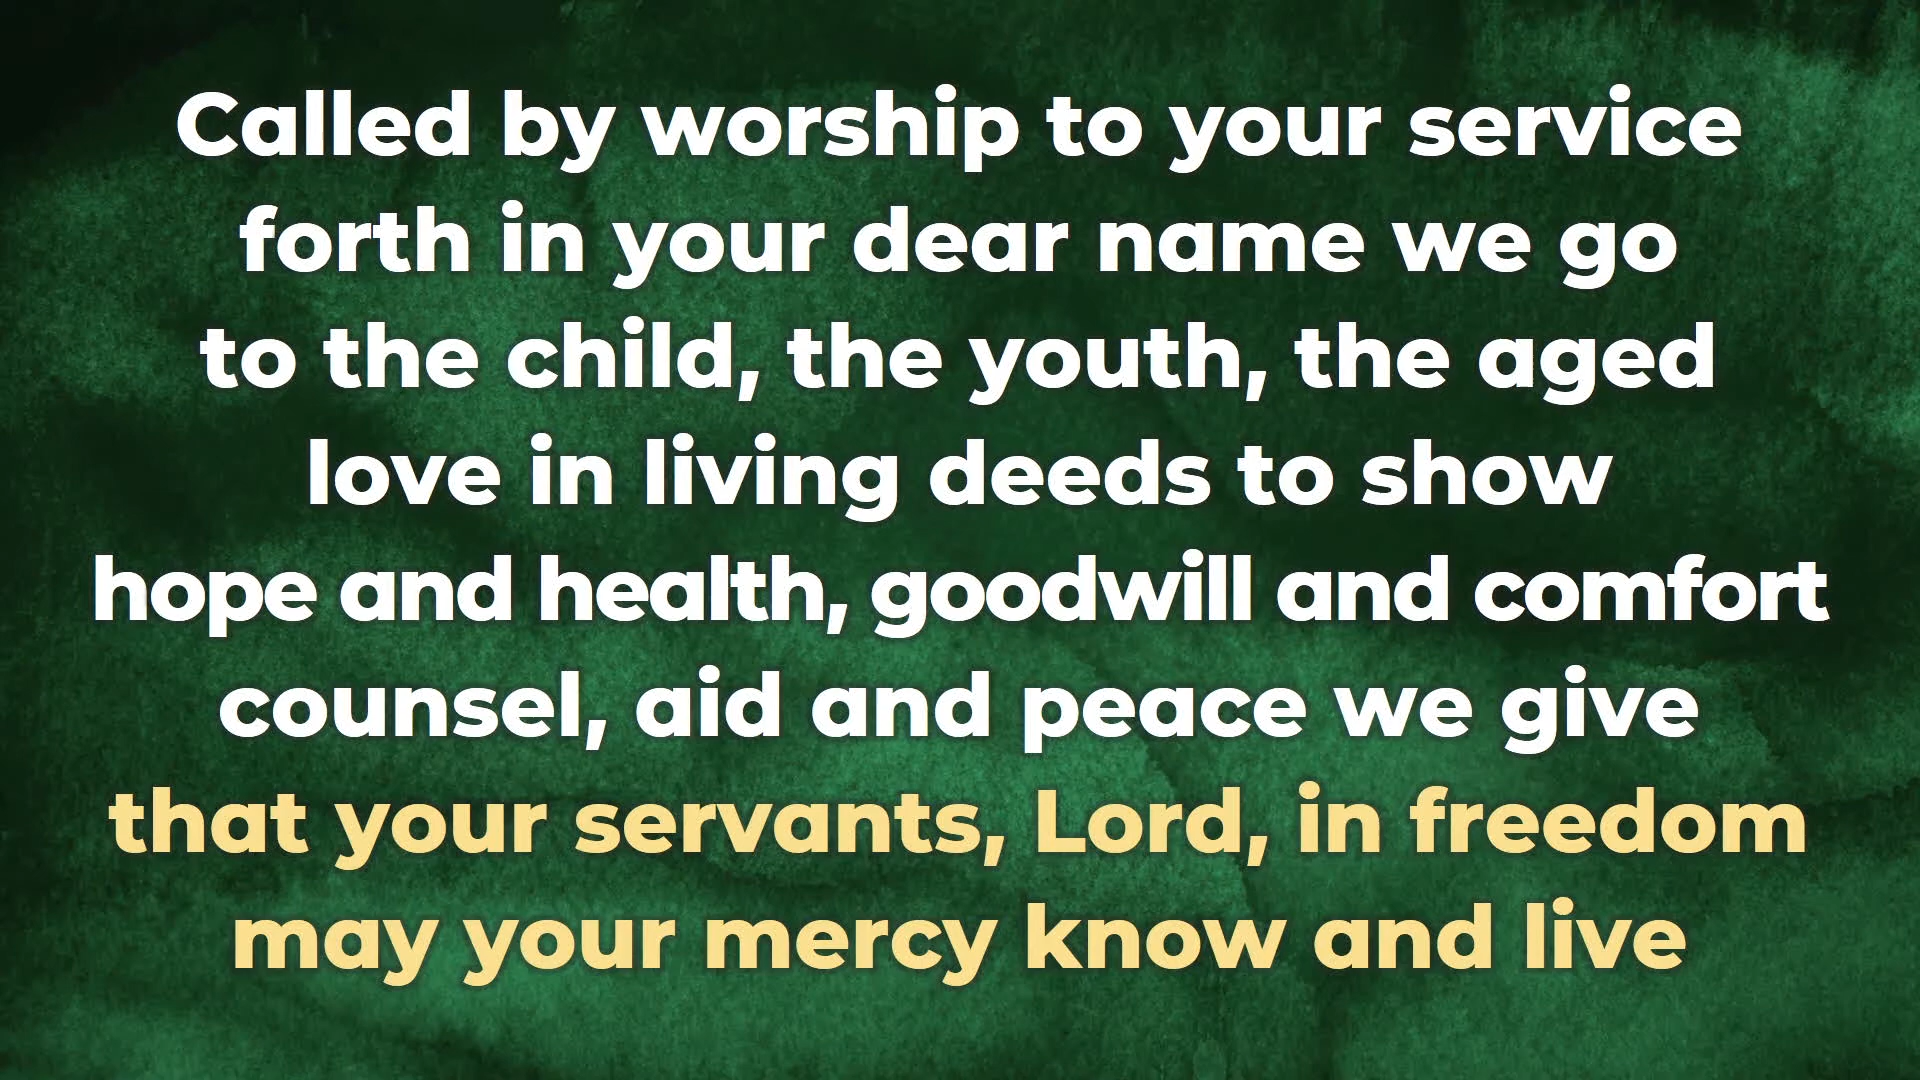 Called by worship to your service
forth in your dear name we go
to the child, the youth, the aged
love in living deeds to show
hope and health, goodwill and comfort
counsel, aid and peace we give
that your servants, Lord, in freedom
may your mercy know and live